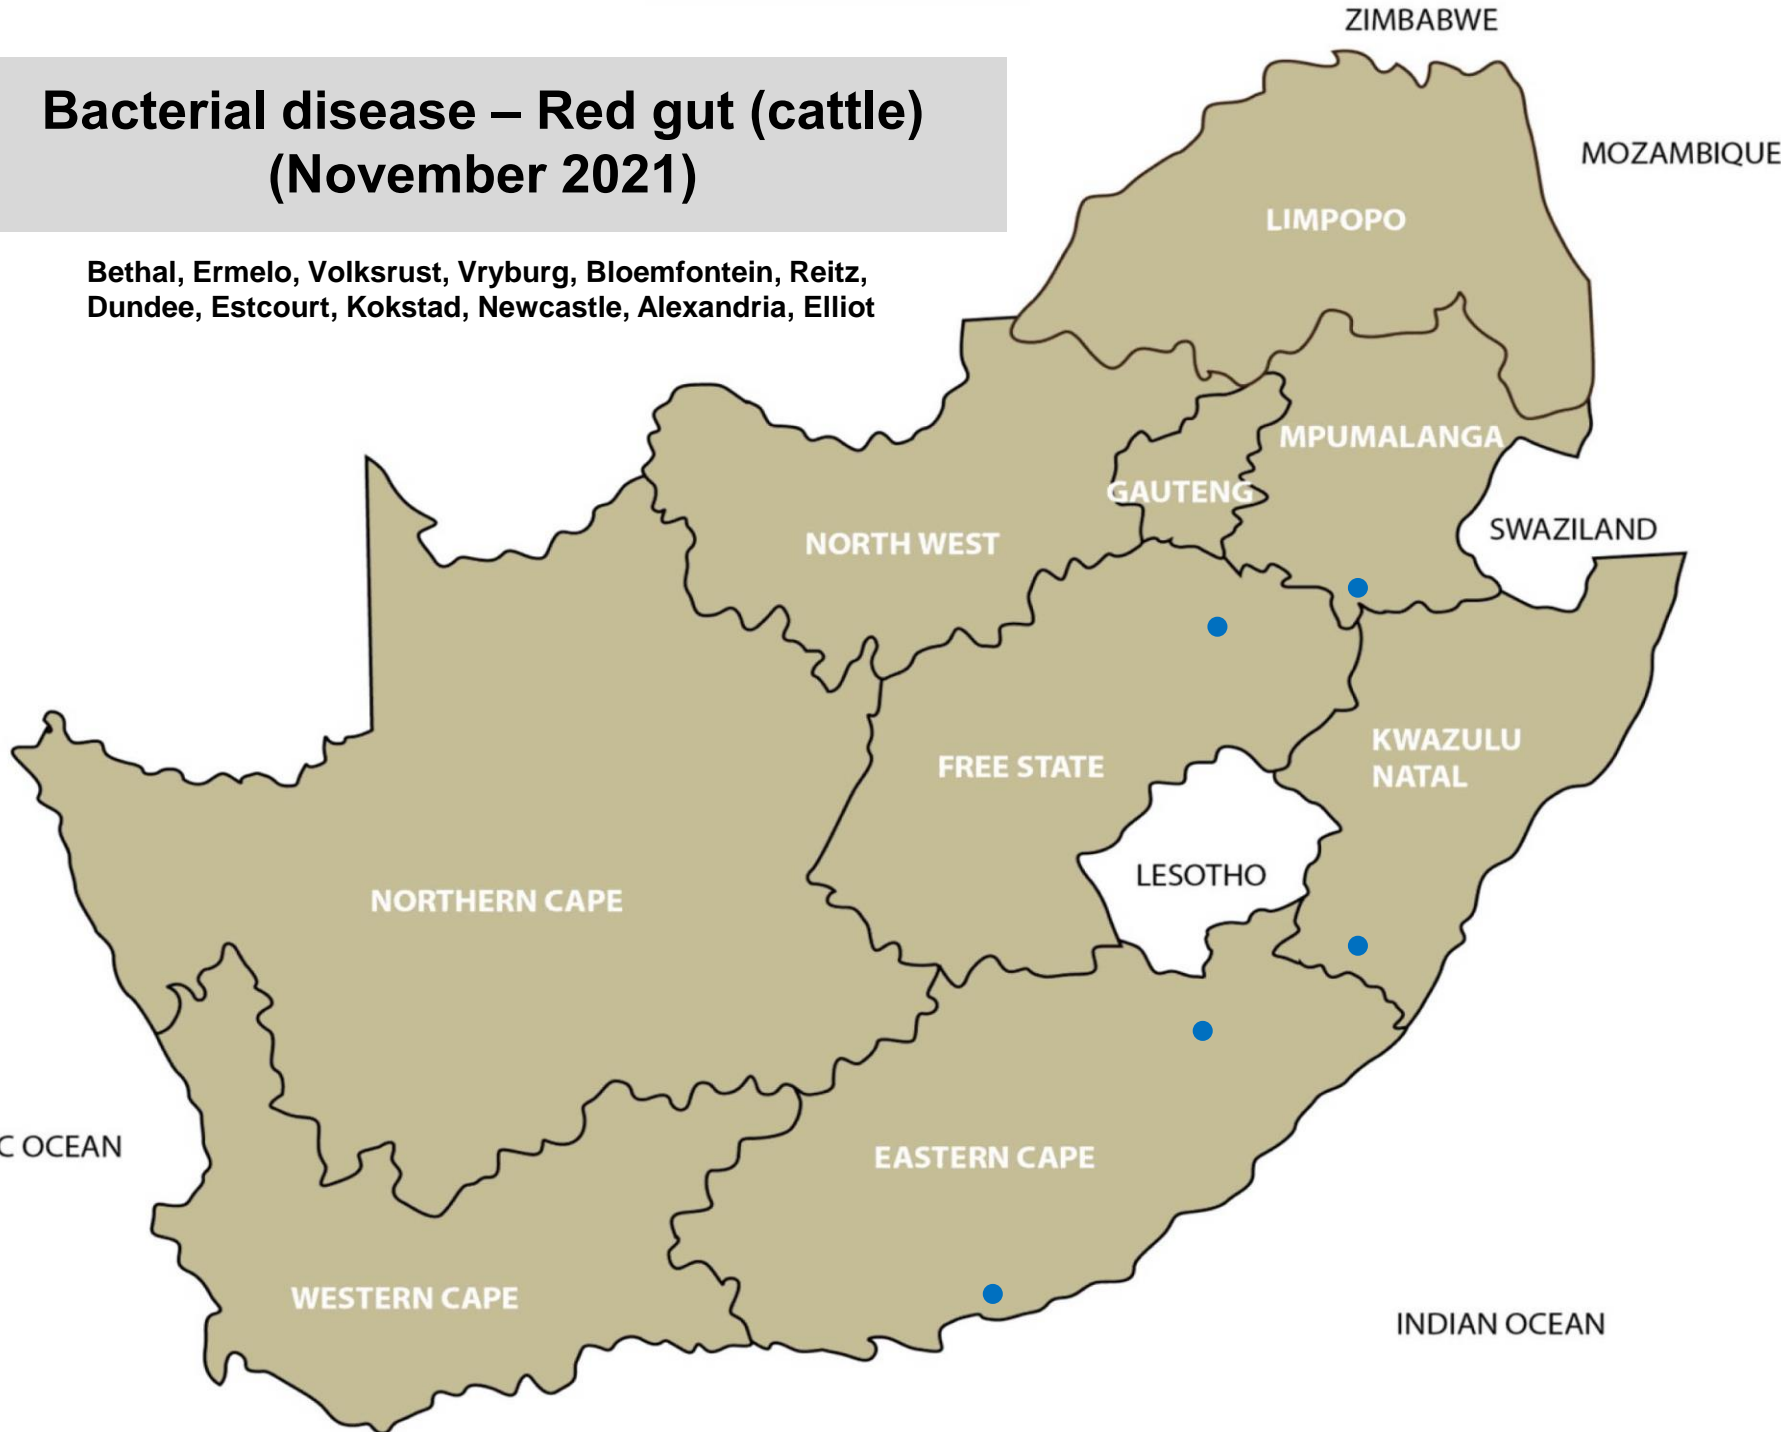 ZIMBABWE
Bacterial disease – Red gut (cattle)
(November 2021)
MOZAMBIQUE
LIMPOPO
Bethal, Ermelo, Volksrust, Vryburg, Bloemfontein, Reitz,
Dundee, Estcourt, Kokstad, Newcastle, Alexandria, Elliot
MPUMALANGA
GAUTENG
SWAZILAND
NORTH WEST
KWAZULU
NATAL
FREE STATE
LESOTHO
NORTHERN CAPE
C OCEAN
EASTERN CAPE
WESTERN CAPE
INDIAN OCEAN